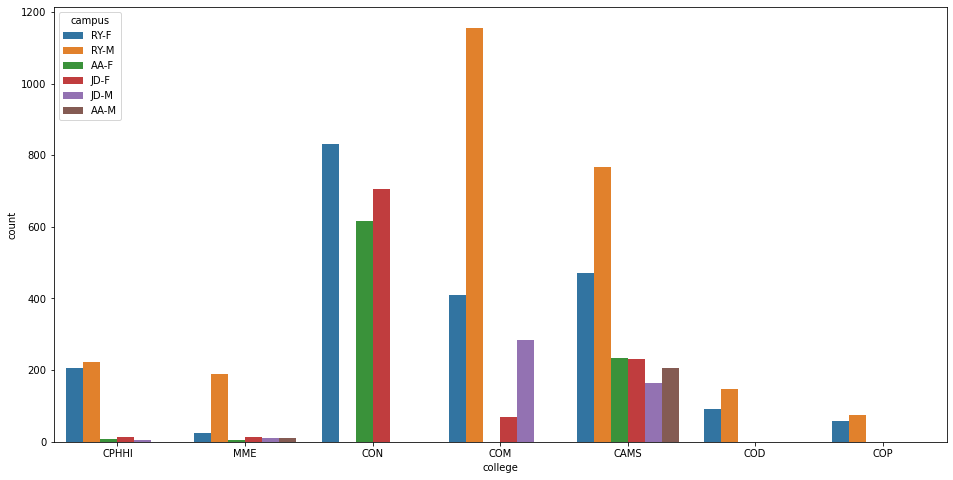 campus
RY-F
RY-M
AA-F
JD-F
JD-M
AA-M
1200
1000
800
600
400
200
0
count
CPHHI MME CON COM CAMS COD COP
college